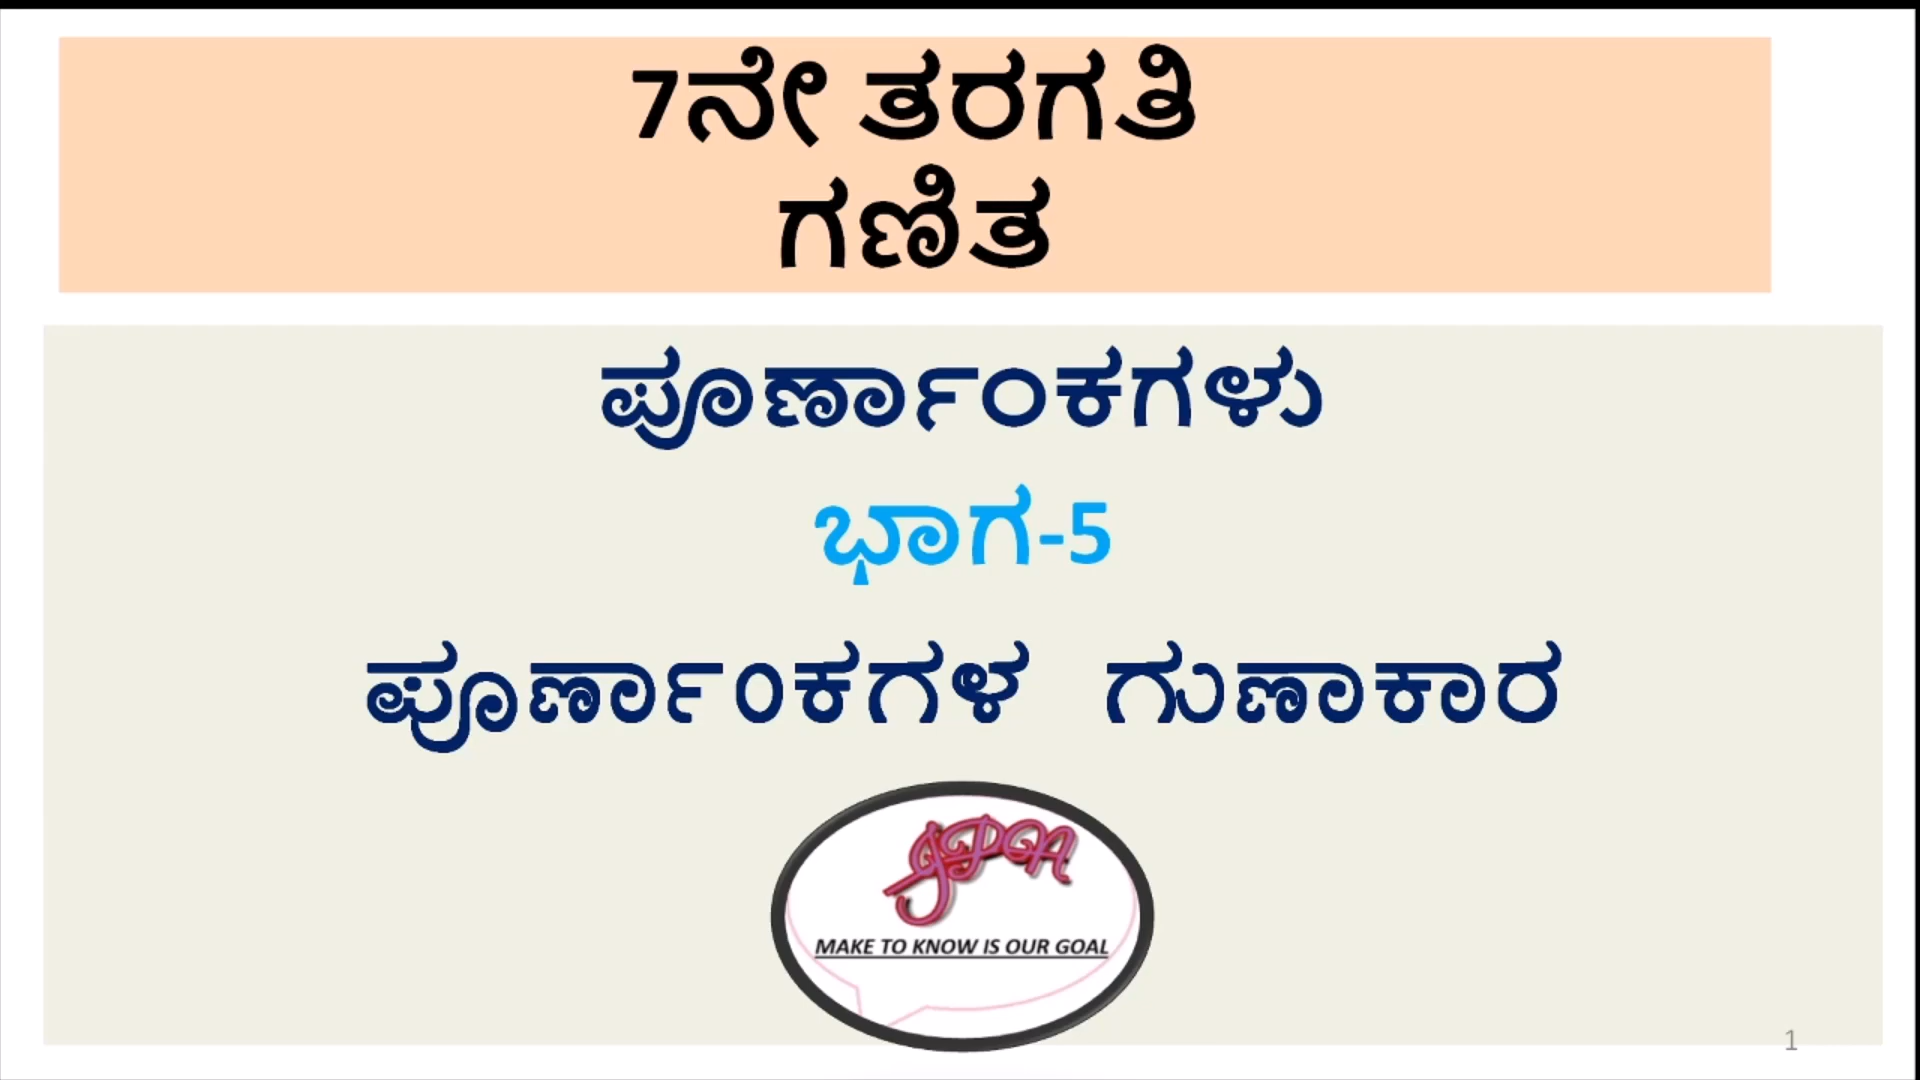 7ನೇ ತರಗತಿ
ಗಣಿತ
ಪೂರ್ಣಾಂಕಗಳು
ಭಾಗ-5
ಪೂರ್ಣಾಂಕಗಳ ಗುಣಾಕಾರ
MAKE TO KNOW IS OUR GOAL
1